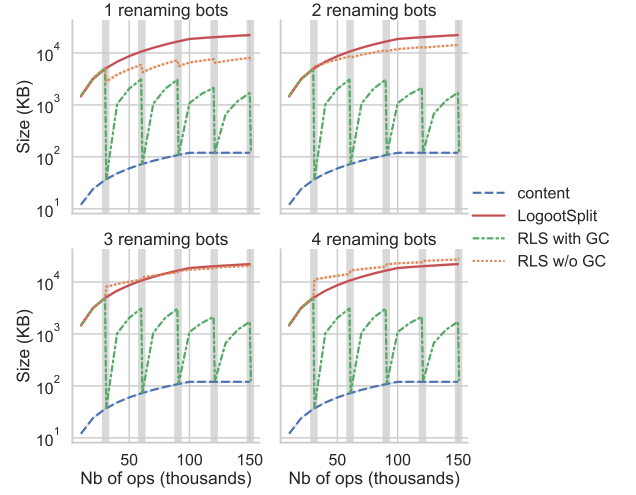 1 renaming bots
2 renaming bots
Size (KB)
10^4
10^3
10^2
10^1
content
LogootSplit
RLS with GC
RLS w/o GC
3 renaming bots
4 renaming bots
Size (KB)
10^4
10^3
10^2
10^1
50
100
150
50
100
150
Nb of ops (thousands)
Nb of ops (thousands)